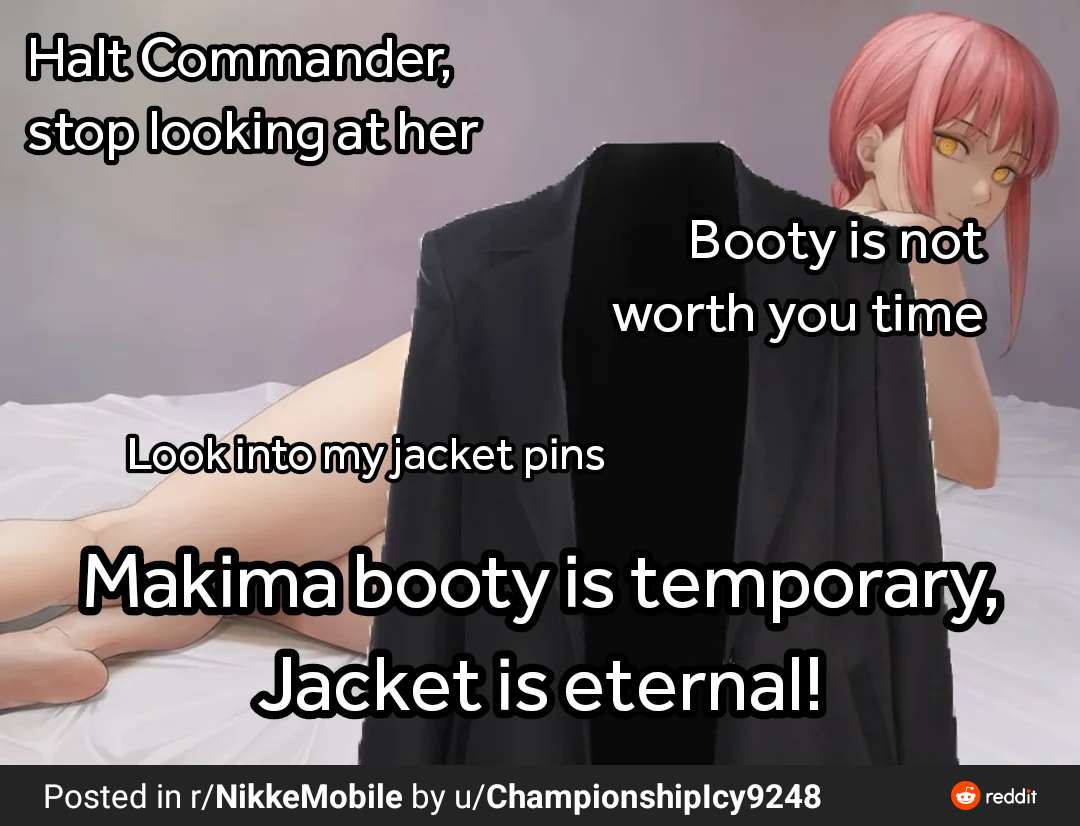 Halt Commander,
stop looking at her
Booty is not
worth you time
Look into my jacket pins
Makima booty is temporary,
Jacket is eternal!
Posted in r/NikkeMobile by u/ChampionshipIcy9248
reddit